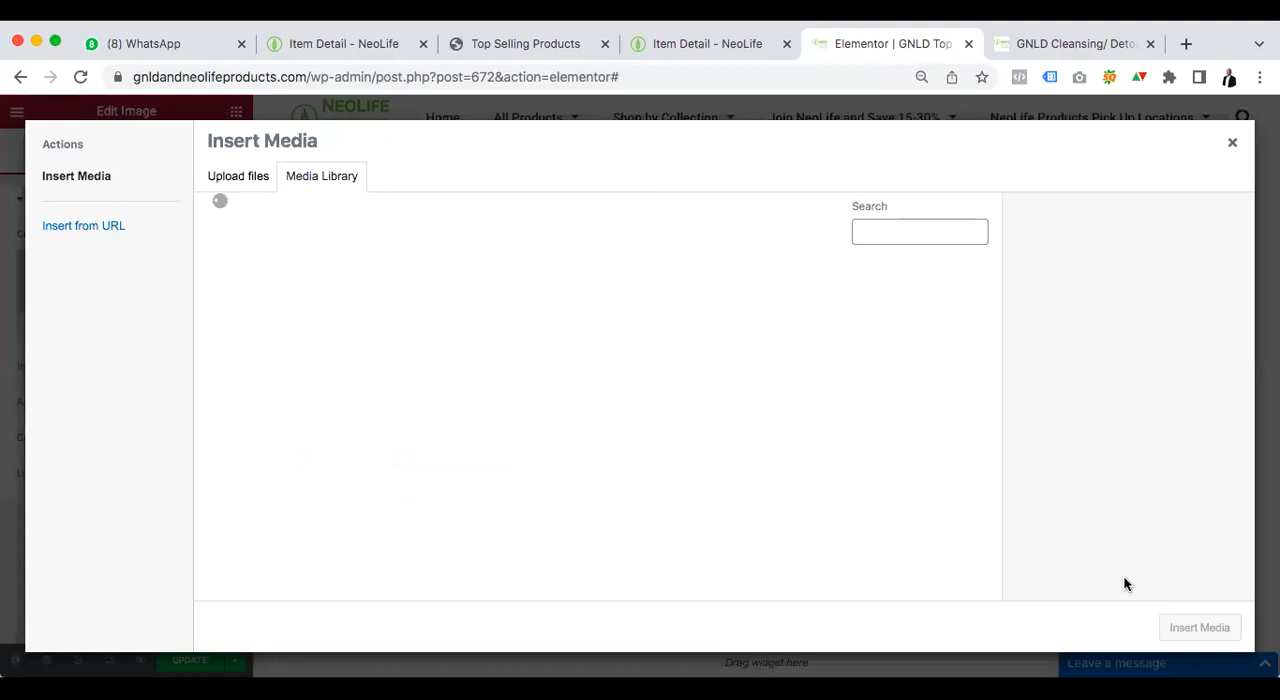 (8) WhatsApp
Item Detail - NeoLife
Top Selling Products
Item Detail - NeoLife
Elementor | GNLD Top
GNLD Cleansing/ Deto
gnldandneolifeproducts.com/wp-admin/post.php?post=672&action=elementor#
Edit Image
NEOLIFE
Home
All Products
Shop by Collection
Join NeoLife and Save 15-30%
NeoLife Products Pick Up Locations
Actions
Insert Media
Insert from URL
Insert Media
Upload files
Media Library
Search
Insert Media
UPDATE
Drag widget here
Leave a message